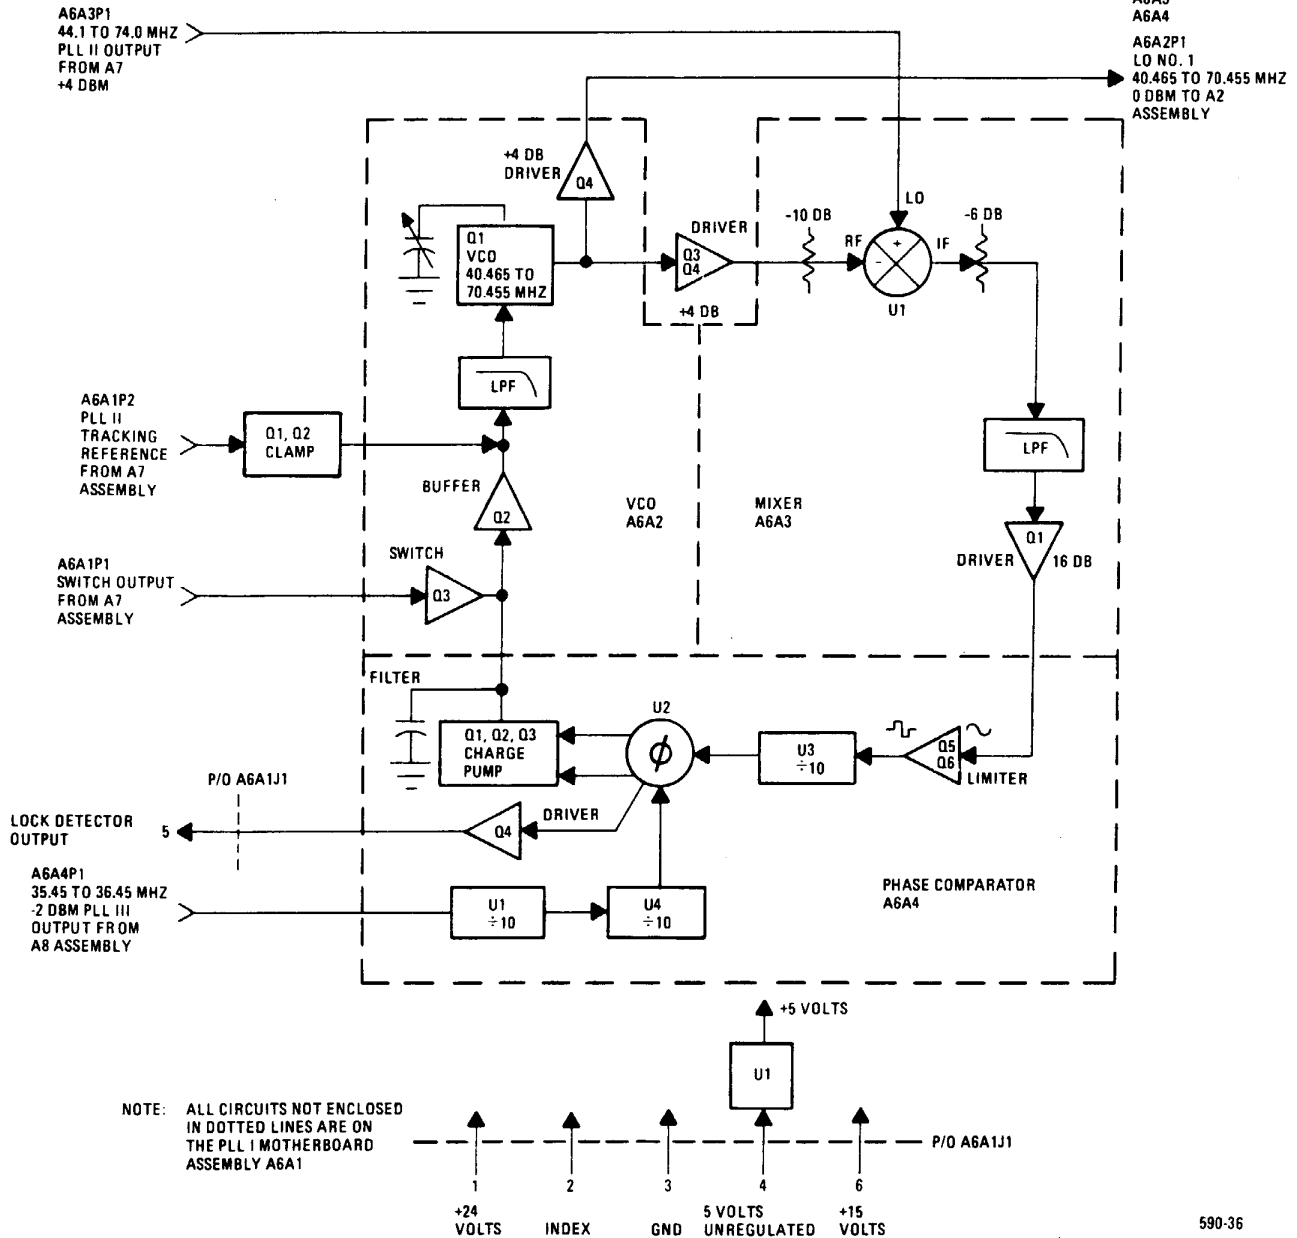 A6A3P1
44.1 TO 74.0 MHZ
PLL II OUTPUT
FROM A7
+4 DBM
A6A4
A6A2P1
LO NO. 1
40.465 TO 70.455 MHZ
0 DBM TO A2
ASSEMBLY
+4 DB
DRIVER
Q4
Q1
VCO
40.465 TO
70.455 MHZ
DRIVER
Q3
Q4
+4 DB
-10 DB
RF
LO
+
-
IF
U1
-6 DB
LPF
A6A1P2
PLL II
TRACKING
REFERENCE
FROM A7
ASSEMBLY
Q1, Q2
CLAMP
LPF
BUFFER
Q2
VCO
A6A2
MIXER
A6A3
Q1
DRIVER
16 DB
A6A1P1
SWITCH OUTPUT
FROM A7
ASSEMBLY
SWITCH
Q3
FILTER
Q1, Q2, Q3
CHARGE
PUMP
U2
ϕ
U3
÷10
Q5
Q6
LIMITER
P/O A6A1J1
LOCK DETECTOR
OUTPUT
5
Q4
DRIVER
A6A4P1
35.45 TO 36.45 MHZ
-2 DBM PLL III
OUTPUT FROM
A8 ASSEMBLY
U1
÷10
U4
÷10
PHASE COMPARATOR
A6A4
+5 VOLTS
U1
NOTE: ALL CIRCUITS NOT ENCLOSED
IN DOTTED LINES ARE ON
THE PLL I MOTHERBOARD
ASSEMBLY A6A1
P/O A6A1J1
1
+24
VOLTS
2
INDEX
3
GND
4
5 VOLTS
UNREGULATED
6
+15
VOLTS
590-36